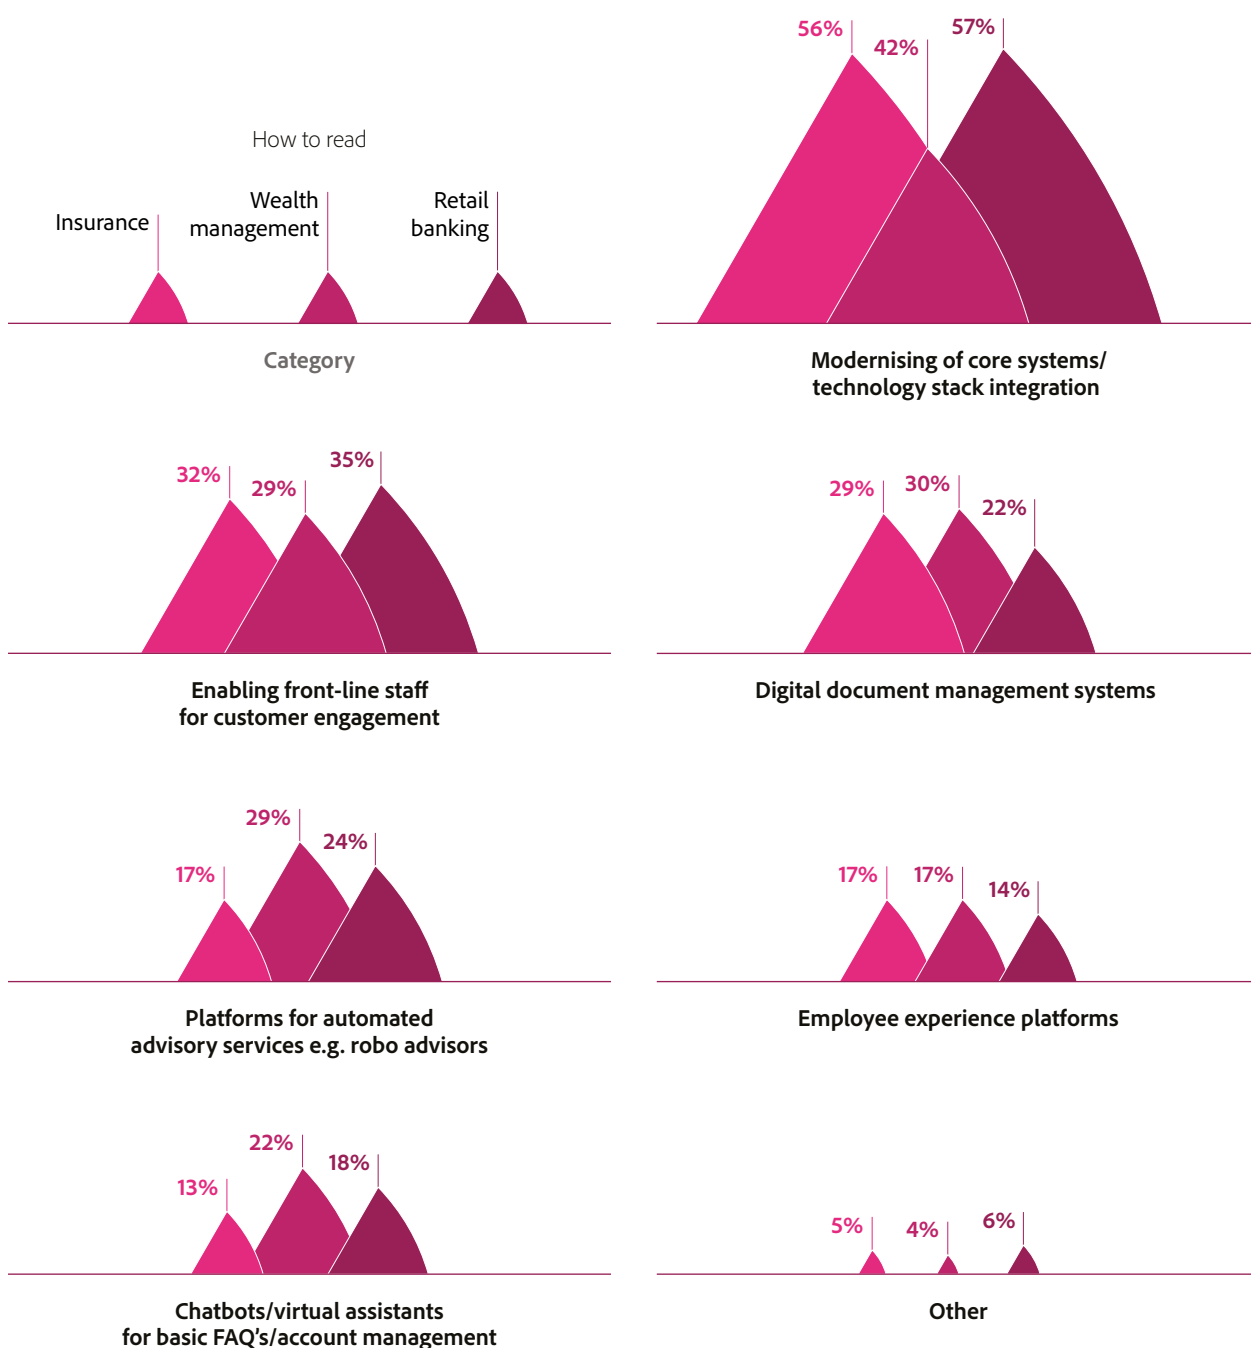 How to read
Insurance
Wealth
management
Retail
banking
Category
56%
42%
57%
Modernising of core systems/
technology stack integration
32%
29%
35%
Enabling front-line staff
for customer engagement
29%
30%
22%
Digital document management systems
17%
29%
24%
Platforms for automated
advisory services e.g. robo advisors
17%
17%
14%
Employee experience platforms
13%
22%
18%
Chatbots/virtual assistants
for basic FAQ's/account management
5%
4%
6%
Other